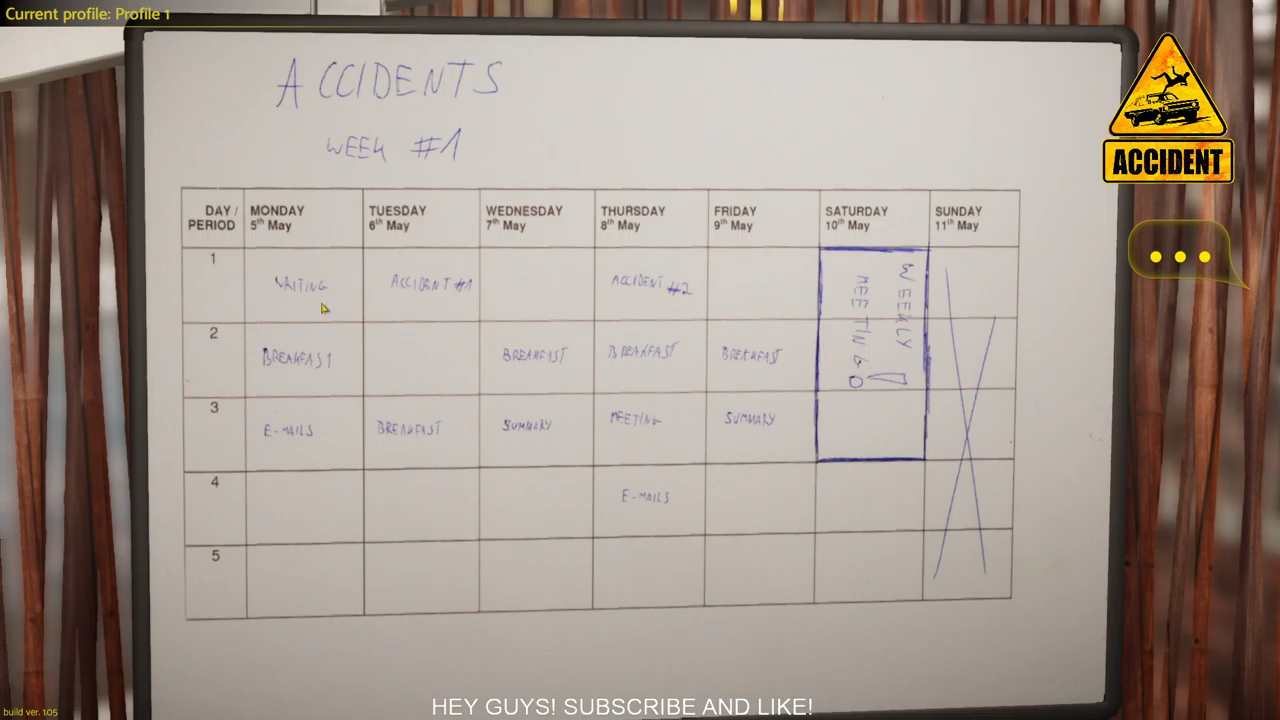 Current profile: Profile 1
ACCIDENTS
WEEK #1
ACCIDENT
DAY / PERIOD
MONDAY 5th May
TUESDAY 6th May
WEDNESDAY 7th May
THURSDAY 8th May
FRIDAY 9th May
SATURDAY 10th May
SUNDAY 11th May
1
WRITING
ACCIDENT #1
ACCIDENT #2
WEEKLY
MEETING
2
BREAKFAST
BREAKFAST
BREAKFAST
BREAKFAST
3
E-MAILS
BREAKFAST
SUMMARY
MEETING
SUMMARY
4
E-MAILS
5
HEY GUYS! SUBSCRIBE AND LIKE!
build ver. 1.05